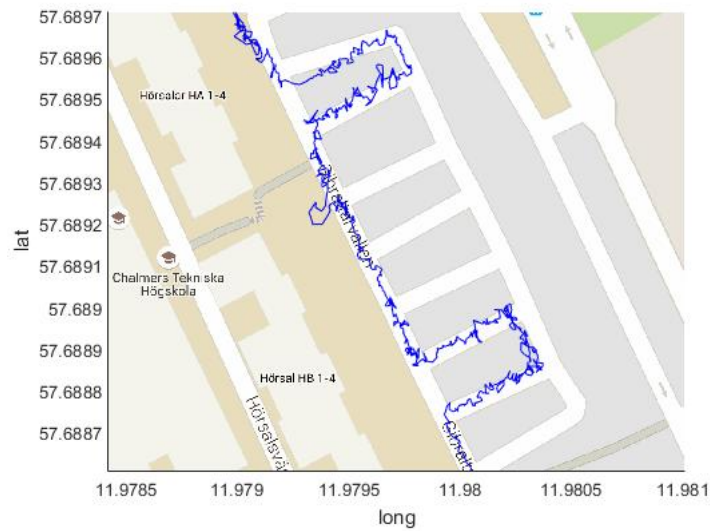 57.6897
57.6896
57.6895
57.6894
57.6893
57.6892
57.6891
57.689
57.6889
57.6888
57.6887
lat
Hörsalar HA 1-4
Gibraltarvallen
Chalmers Tekniska
Högskola
Hörsal HB 1-4
Hörsalsvä
11.9785
11.979
11.9795
11.98
11.9805
11.981
long